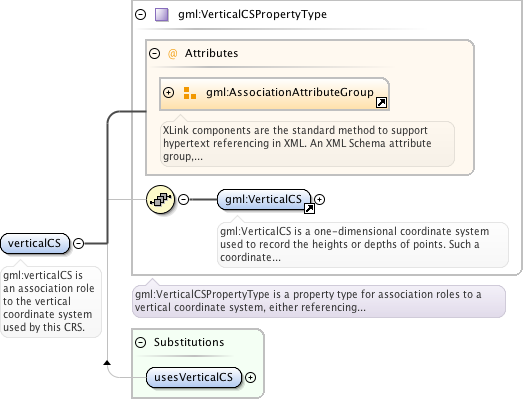 gml:VerticalCSPropertyType
@ Attributes
gml:AssociationAttributeGroup
XLink components are the standard method to support
hypertext referencing in XML. An XML Schema attribute
group,...
gml:VerticalCS
gml:VerticalCS is a one-dimensional coordinate system
used to record the heights or depths of points. Such a
coordinate...
verticalCS
gml:verticalCS is
an association role
to the vertical
coordinate system
used by this CRS.
gml:VerticalCSPropertyType is a property type for association roles to a
vertical coordinate system, either referencing...
Substitutions
usesVerticalCS